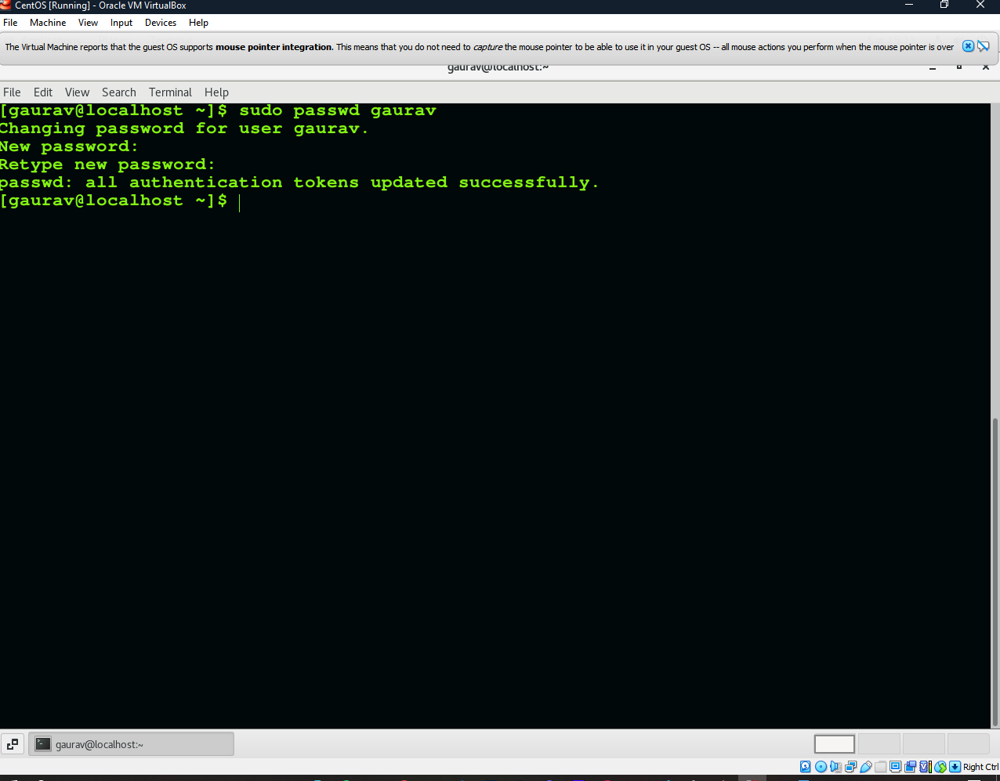 CentOS [Running] - Oracle VM VirtualBox
File Machine View Input Devices Help
The Virtual Machine reports that the guest OS supports mouse pointer integration. This means that you do not need to capture the mouse pointer to be able to use it in your guest OS -- all mouse actions you perform when the mouse pointer is over
gaurav@localhost:~
File Edit View Search Terminal Help
[gaurav@localhost ~]$ sudo passwd gaurav
Changing password for user gaurav.
New password:
Retype new password:
passwd: all authentication tokens updated successfully.
[gaurav@localhost ~]$
gaurav@localhost:~
Right Ctrl